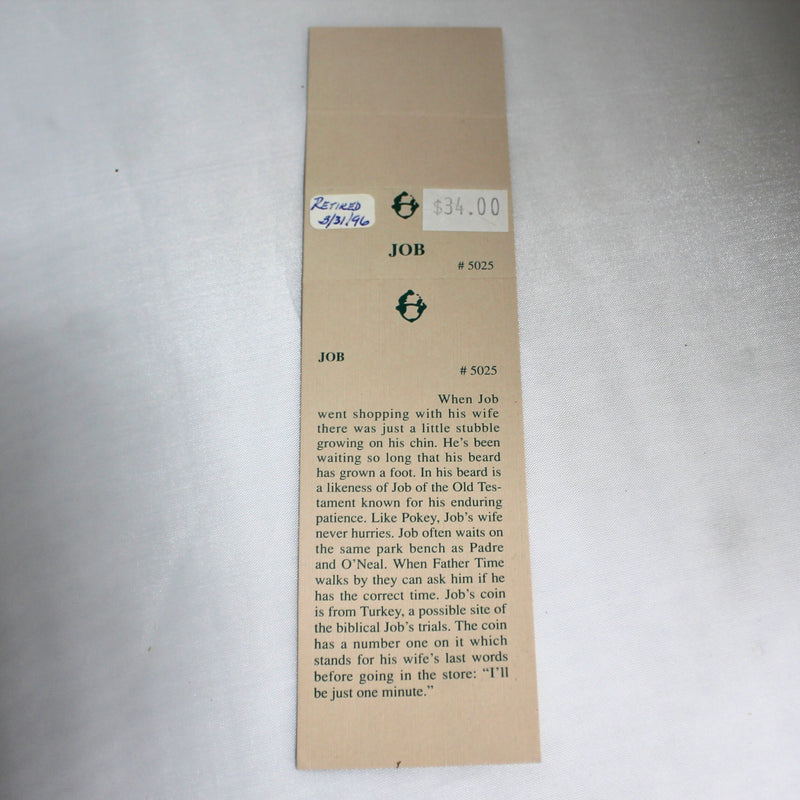 RETIRED
3/31/96
$34.00
JOB
# 5025
JOB
# 5025
When Job
went shopping with his wife
there was just a little stubble
growing on his chin. He's been
waiting so long that his beard
has grown a foot. In his beard is
a likeness of Job of the Old Tes-
tament known for his enduring
patience. Like Pokey, Job's wife
never hurries. Job often waits on
the same park bench as Padre
and O'Neal. When Father Time
walks by they can ask him if he
has the correct time. Job's coin
is from Turkey, a possible site of
the biblical Job's trials. The coin
has a number one on it which
stands for his wife's last words
before going in the store: “I'll
be just one minute.”